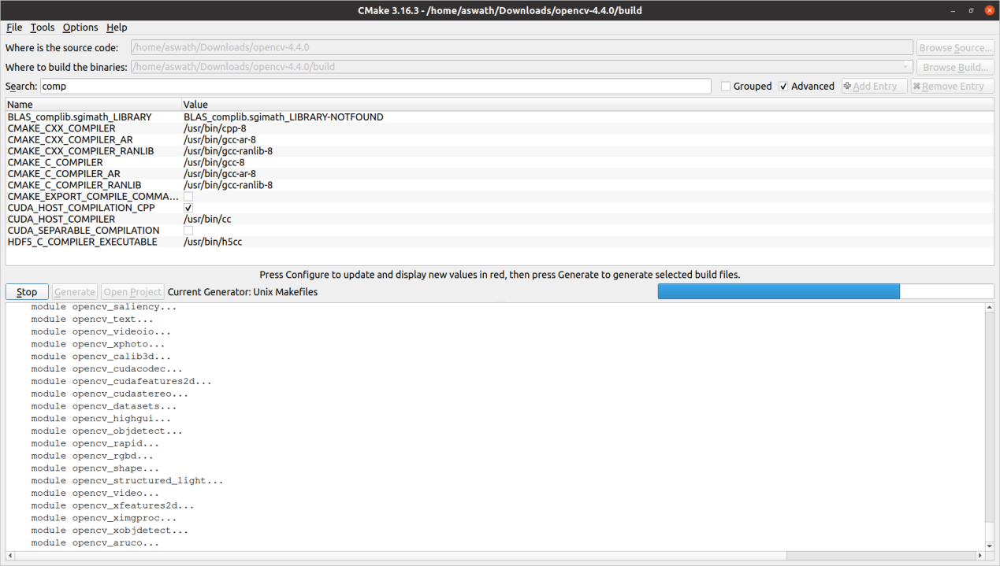 CMake 3.16.3 - /home/aswath/Downloads/opencv-4.4.0/build
File Tools Options Help
Where is the source code: /home/aswath/Downloads/opencv-4.4.0 Browse Source...
Where to build the binaries: /home/aswath/Downloads/opencv-4.4.0/build Browse Build...
Search: comp Grouped Advanced Add Entry Remove Entry
Name Value
BLAS_complib.sgimath_LIBRARY BLAS_complib.sgimath_LIBRARY-NOTFOUND
CMAKE_CXX_COMPILER /usr/bin/cpp-8
CMAKE_CXX_COMPILER_AR /usr/bin/gcc-ar-8
CMAKE_CXX_COMPILER_RANLIB /usr/bin/gcc-ranlib-8
CMAKE_C_COMPILER /usr/bin/gcc-8
CMAKE_C_COMPILER_AR /usr/bin/gcc-ar-8
CMAKE_C_COMPILER_RANLIB /usr/bin/gcc-ranlib-8
CMAKE_EXPORT_COMPILE_COMMA...
CUDA_HOST_COMPILATION_CPP
CUDA_HOST_COMPILER /usr/bin/cc
CUDA_SEPARABLE_COMPILATION
HDF5_C_COMPILER_EXECUTABLE /usr/bin/h5cc
Press Configure to update and display new values in red, then press Generate to generate selected build files.
Stop Generate Open Project Current Generator: Unix Makefiles
module opencv_saliency...
module opencv_text...
module opencv_videoio...
module opencv_xphoto...
module opencv_calib3d...
module opencv_cudacodec...
module opencv_cudafeatures2d...
module opencv_cudastereo...
module opencv_datasets...
module opencv_highgui...
module opencv_objdetect...
module opencv_rapid...
module opencv_rgbd...
module opencv_shape...
module opencv_structured_light...
module opencv_video...
module opencv_xfeatures2d...
module opencv_ximgproc...
module opencv_xobjdetect...
module opencv_aruco...